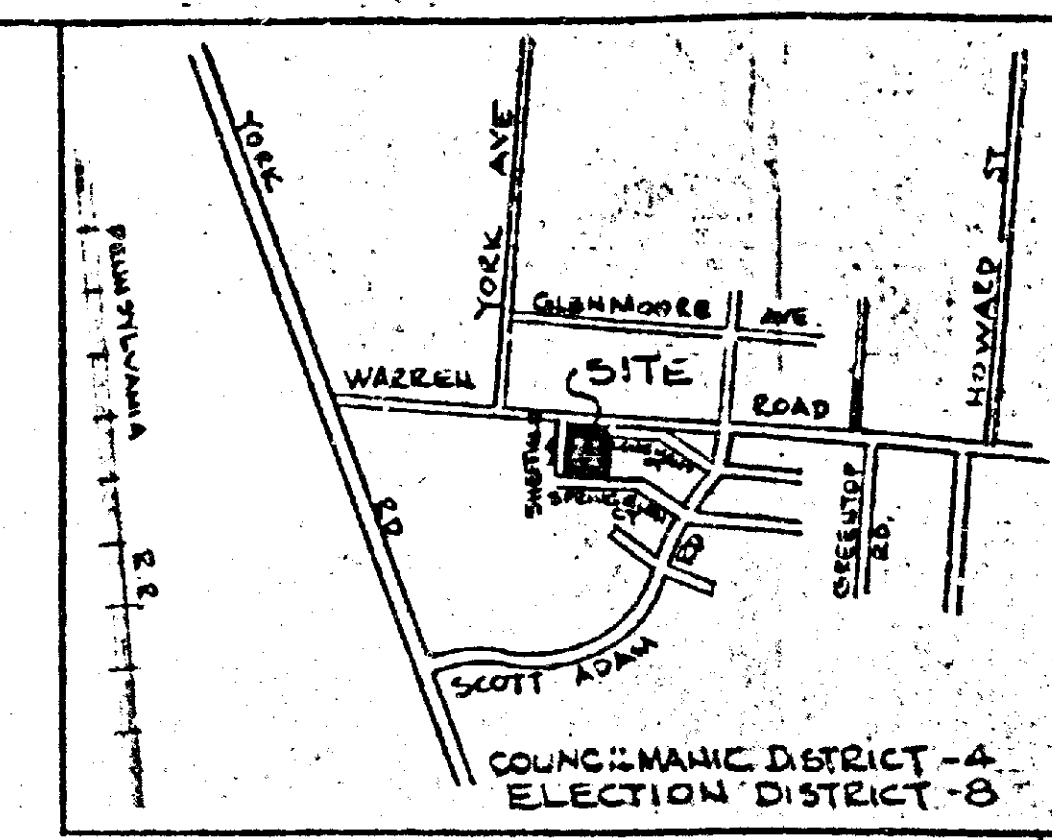 YORK
RD
YORK AVE
HOWARD ST
GLENMOORE AVE.
SITE
WARREN ROAD
SPRING
CT
GREENTOP
RD.
RD
SCOTT ADAM
PENNSYLVANIA R.R
COUNCILMANIC DISTRICT -4
ELECTION DISTRICT -8